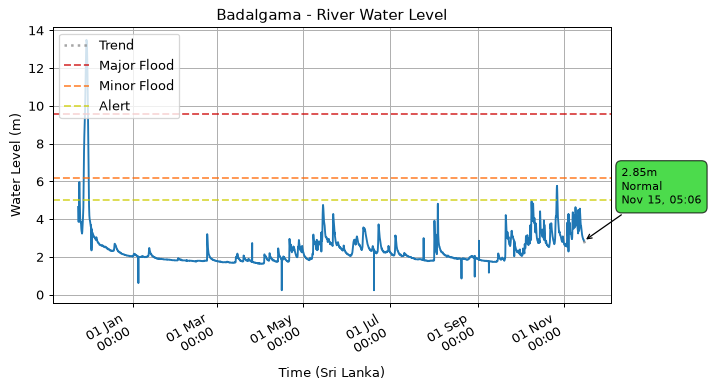 Badalgama - River Water Level
Water Level (m)
14
12
10
8
6
4
2
0
Trend
Major Flood
Minor Flood
Alert
2.85m
Normal
Nov 15, 05:06
01 Jan
00:00
01 Mar
00:00
01 May
00:00
01 Jul
00:00
01 Sep
00:00
01 Nov
00:00
Time (Sri Lanka)